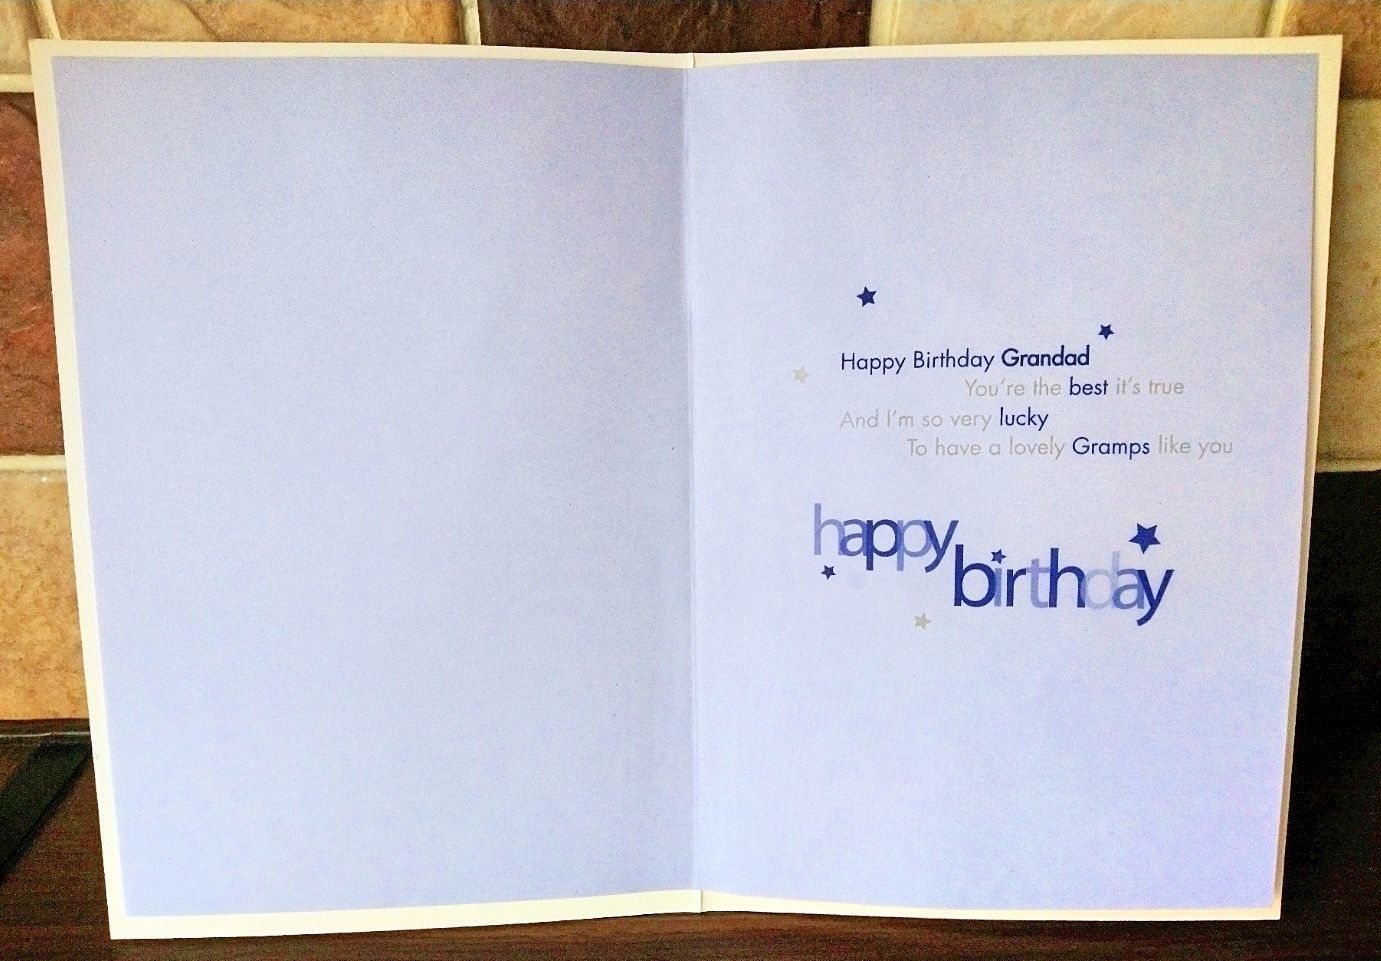 Happy Birthday Grandad
You're the best it's true
And I'm so very lucky
To have a lovely Gramps like you
happy
birthday